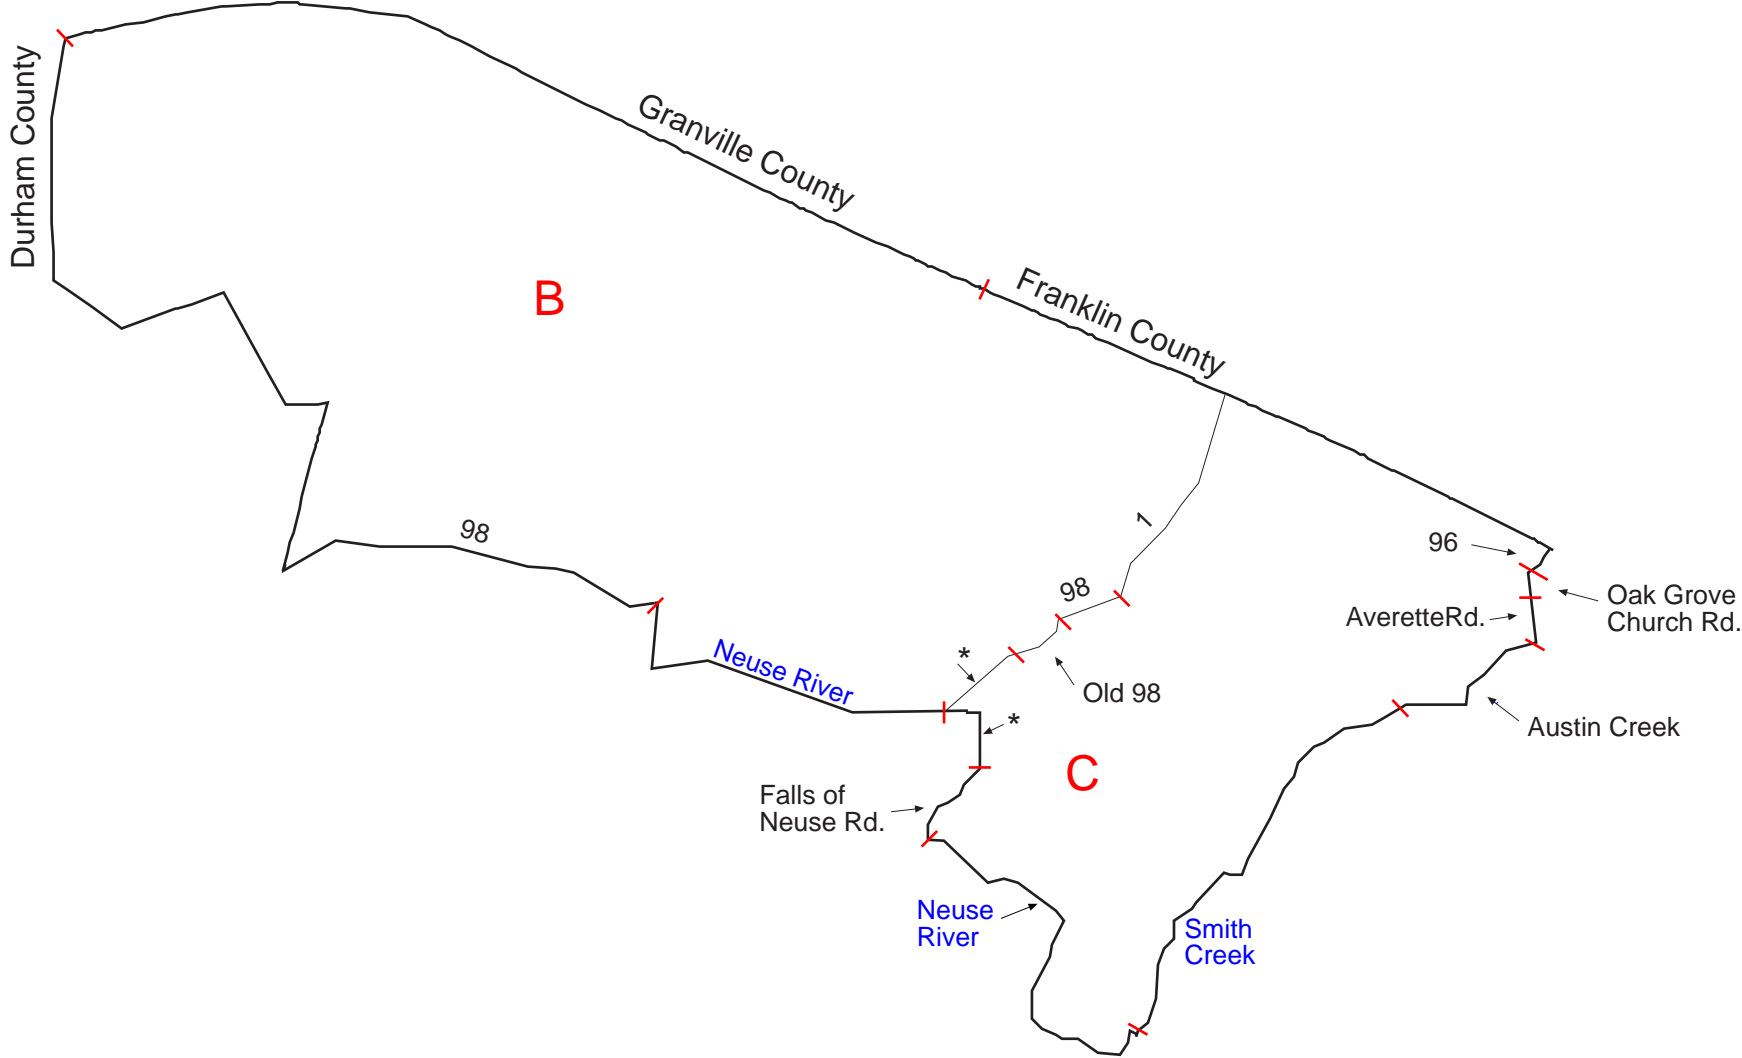 Durham County
Granville County
Franklin County
B
98
1
96
98
Oak Grove
Church Rd.
AveretteRd.
Neuse River
*
Old 98
*
Austin Creek
C
Falls of
Neuse Rd.
Neuse
River
Smith
Creek